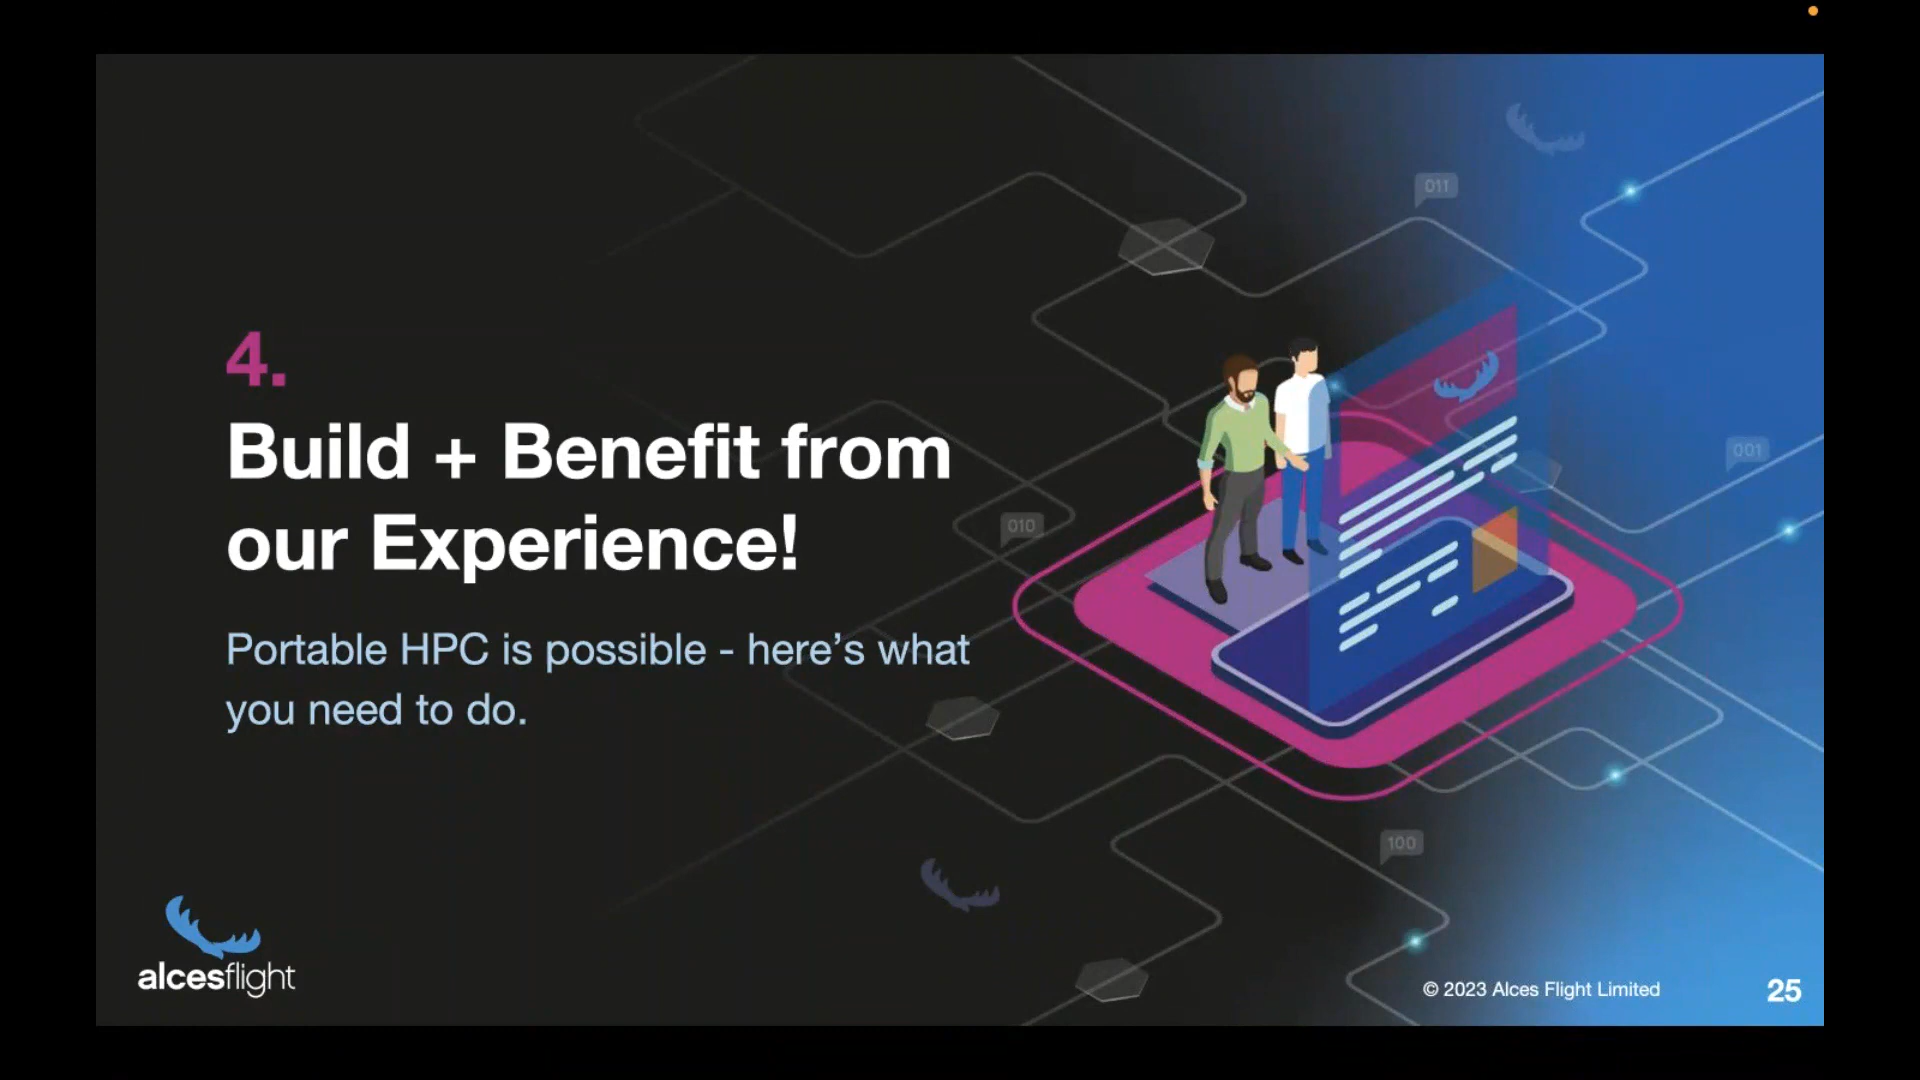 011
4.
Build + Benefit from
our Experience!
001
010
Portable HPC is possible - here’s what
you need to do.
100
alcesflight
© 2023 Alces Flight Limited
25